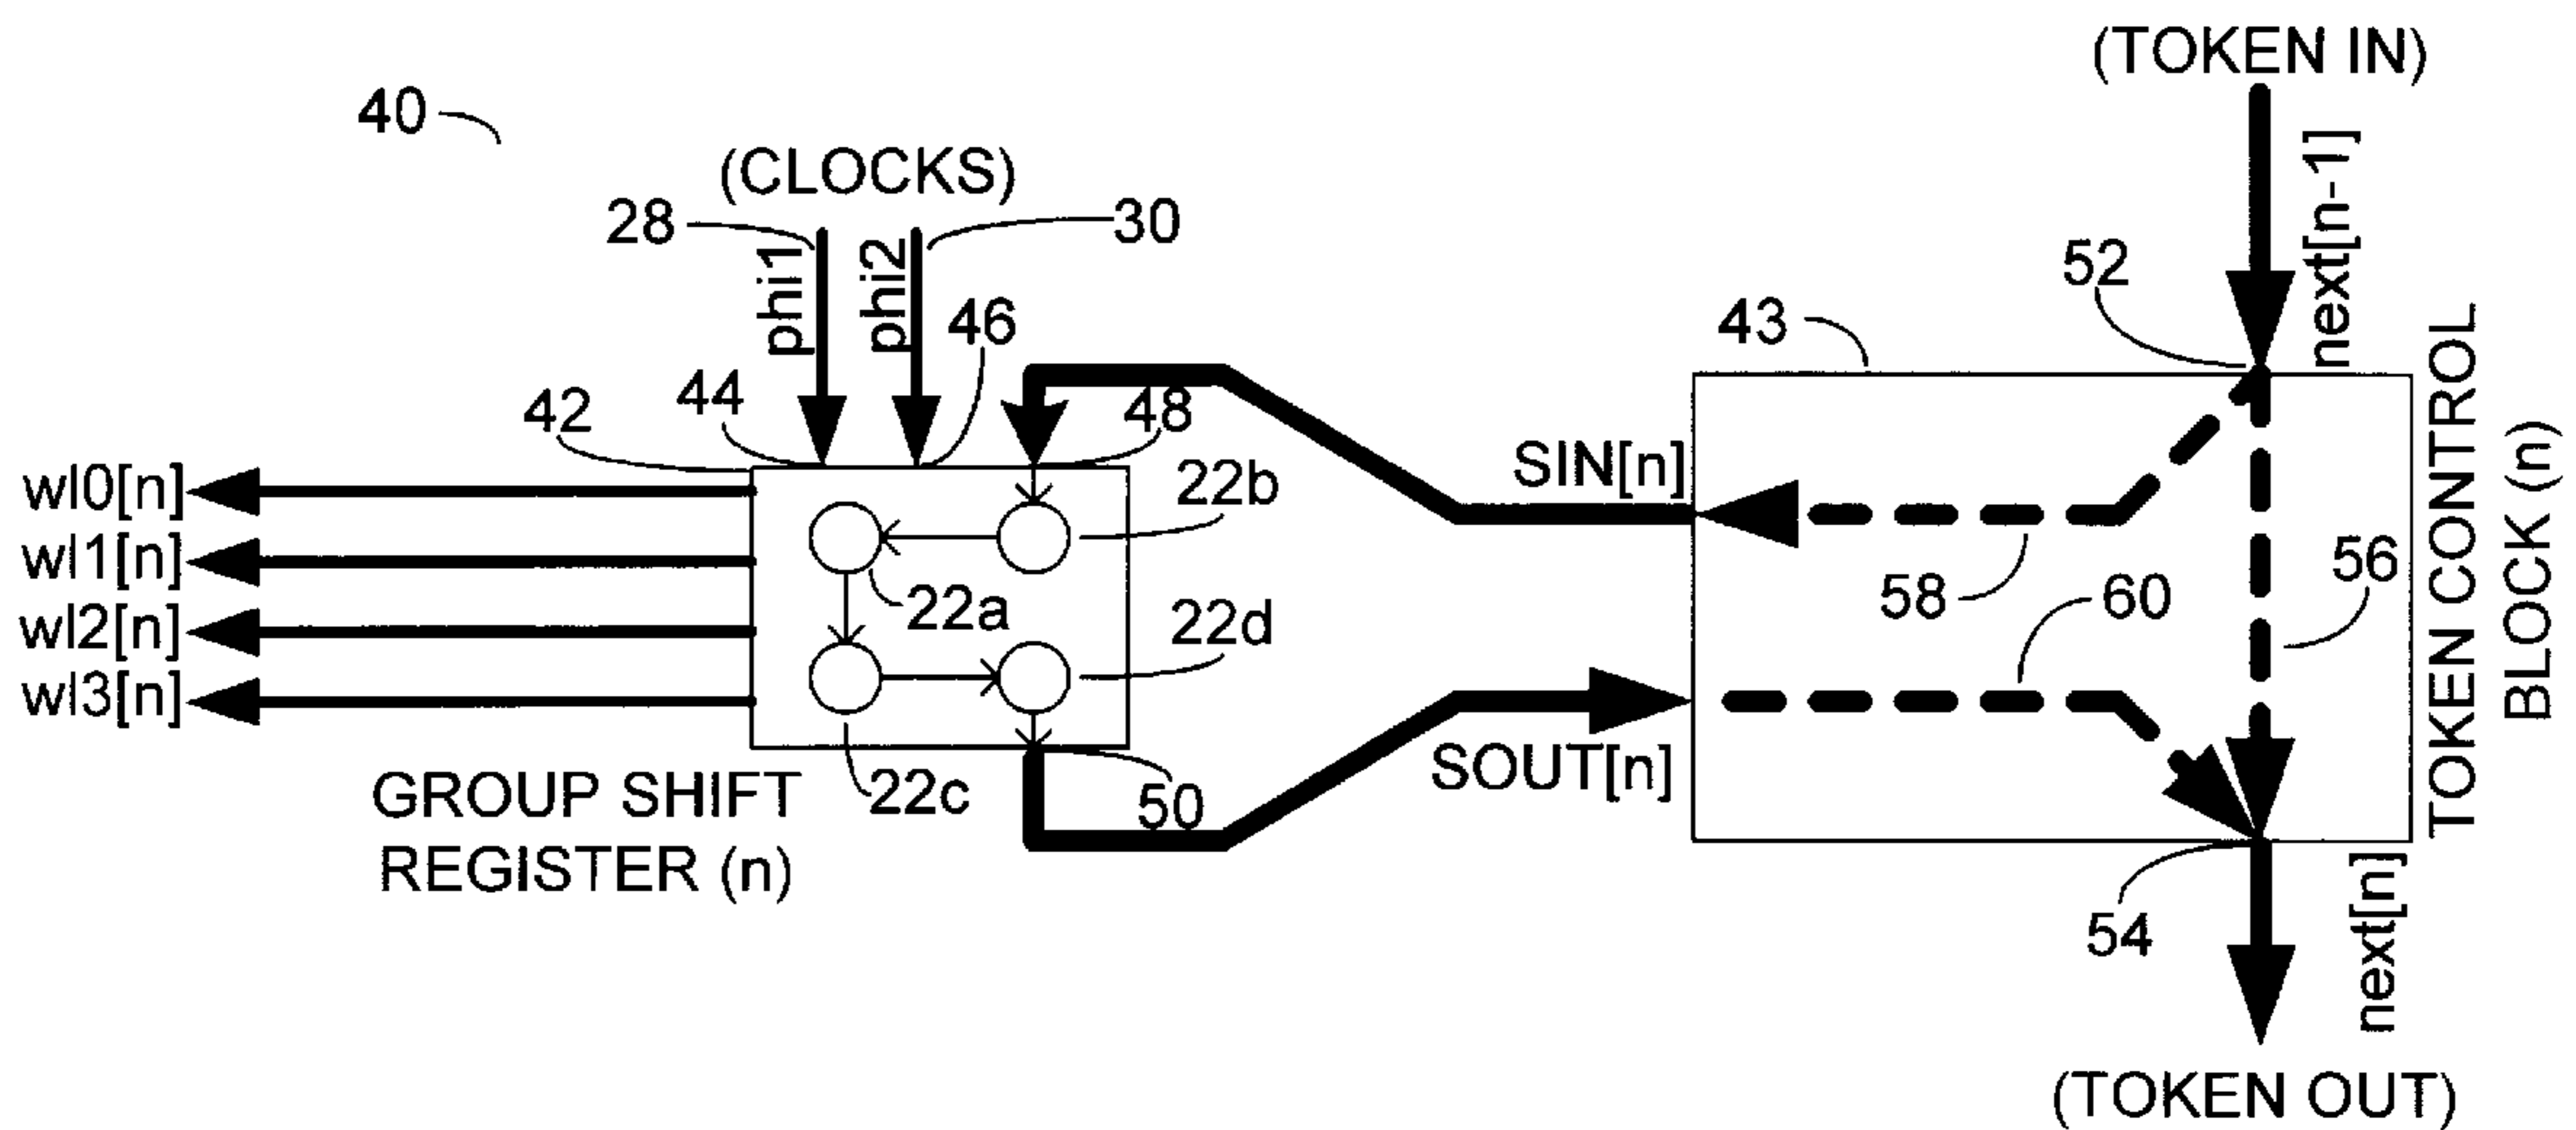 (TOKEN IN)
40
(CLOCKS)
28
30
phi1
phi2
next[n-1]
52
46
43
44
42
48
wl0[n]
SIN[n]
22b
wl1[n]
56
58
60
22a
22d
wl2[n]
wl3[n]
SOUT[n]
22c
50
GROUP SHIFT
REGISTER (n)
TOKEN CONTROL
BLOCK (n)
54
next[n]
(TOKEN OUT)